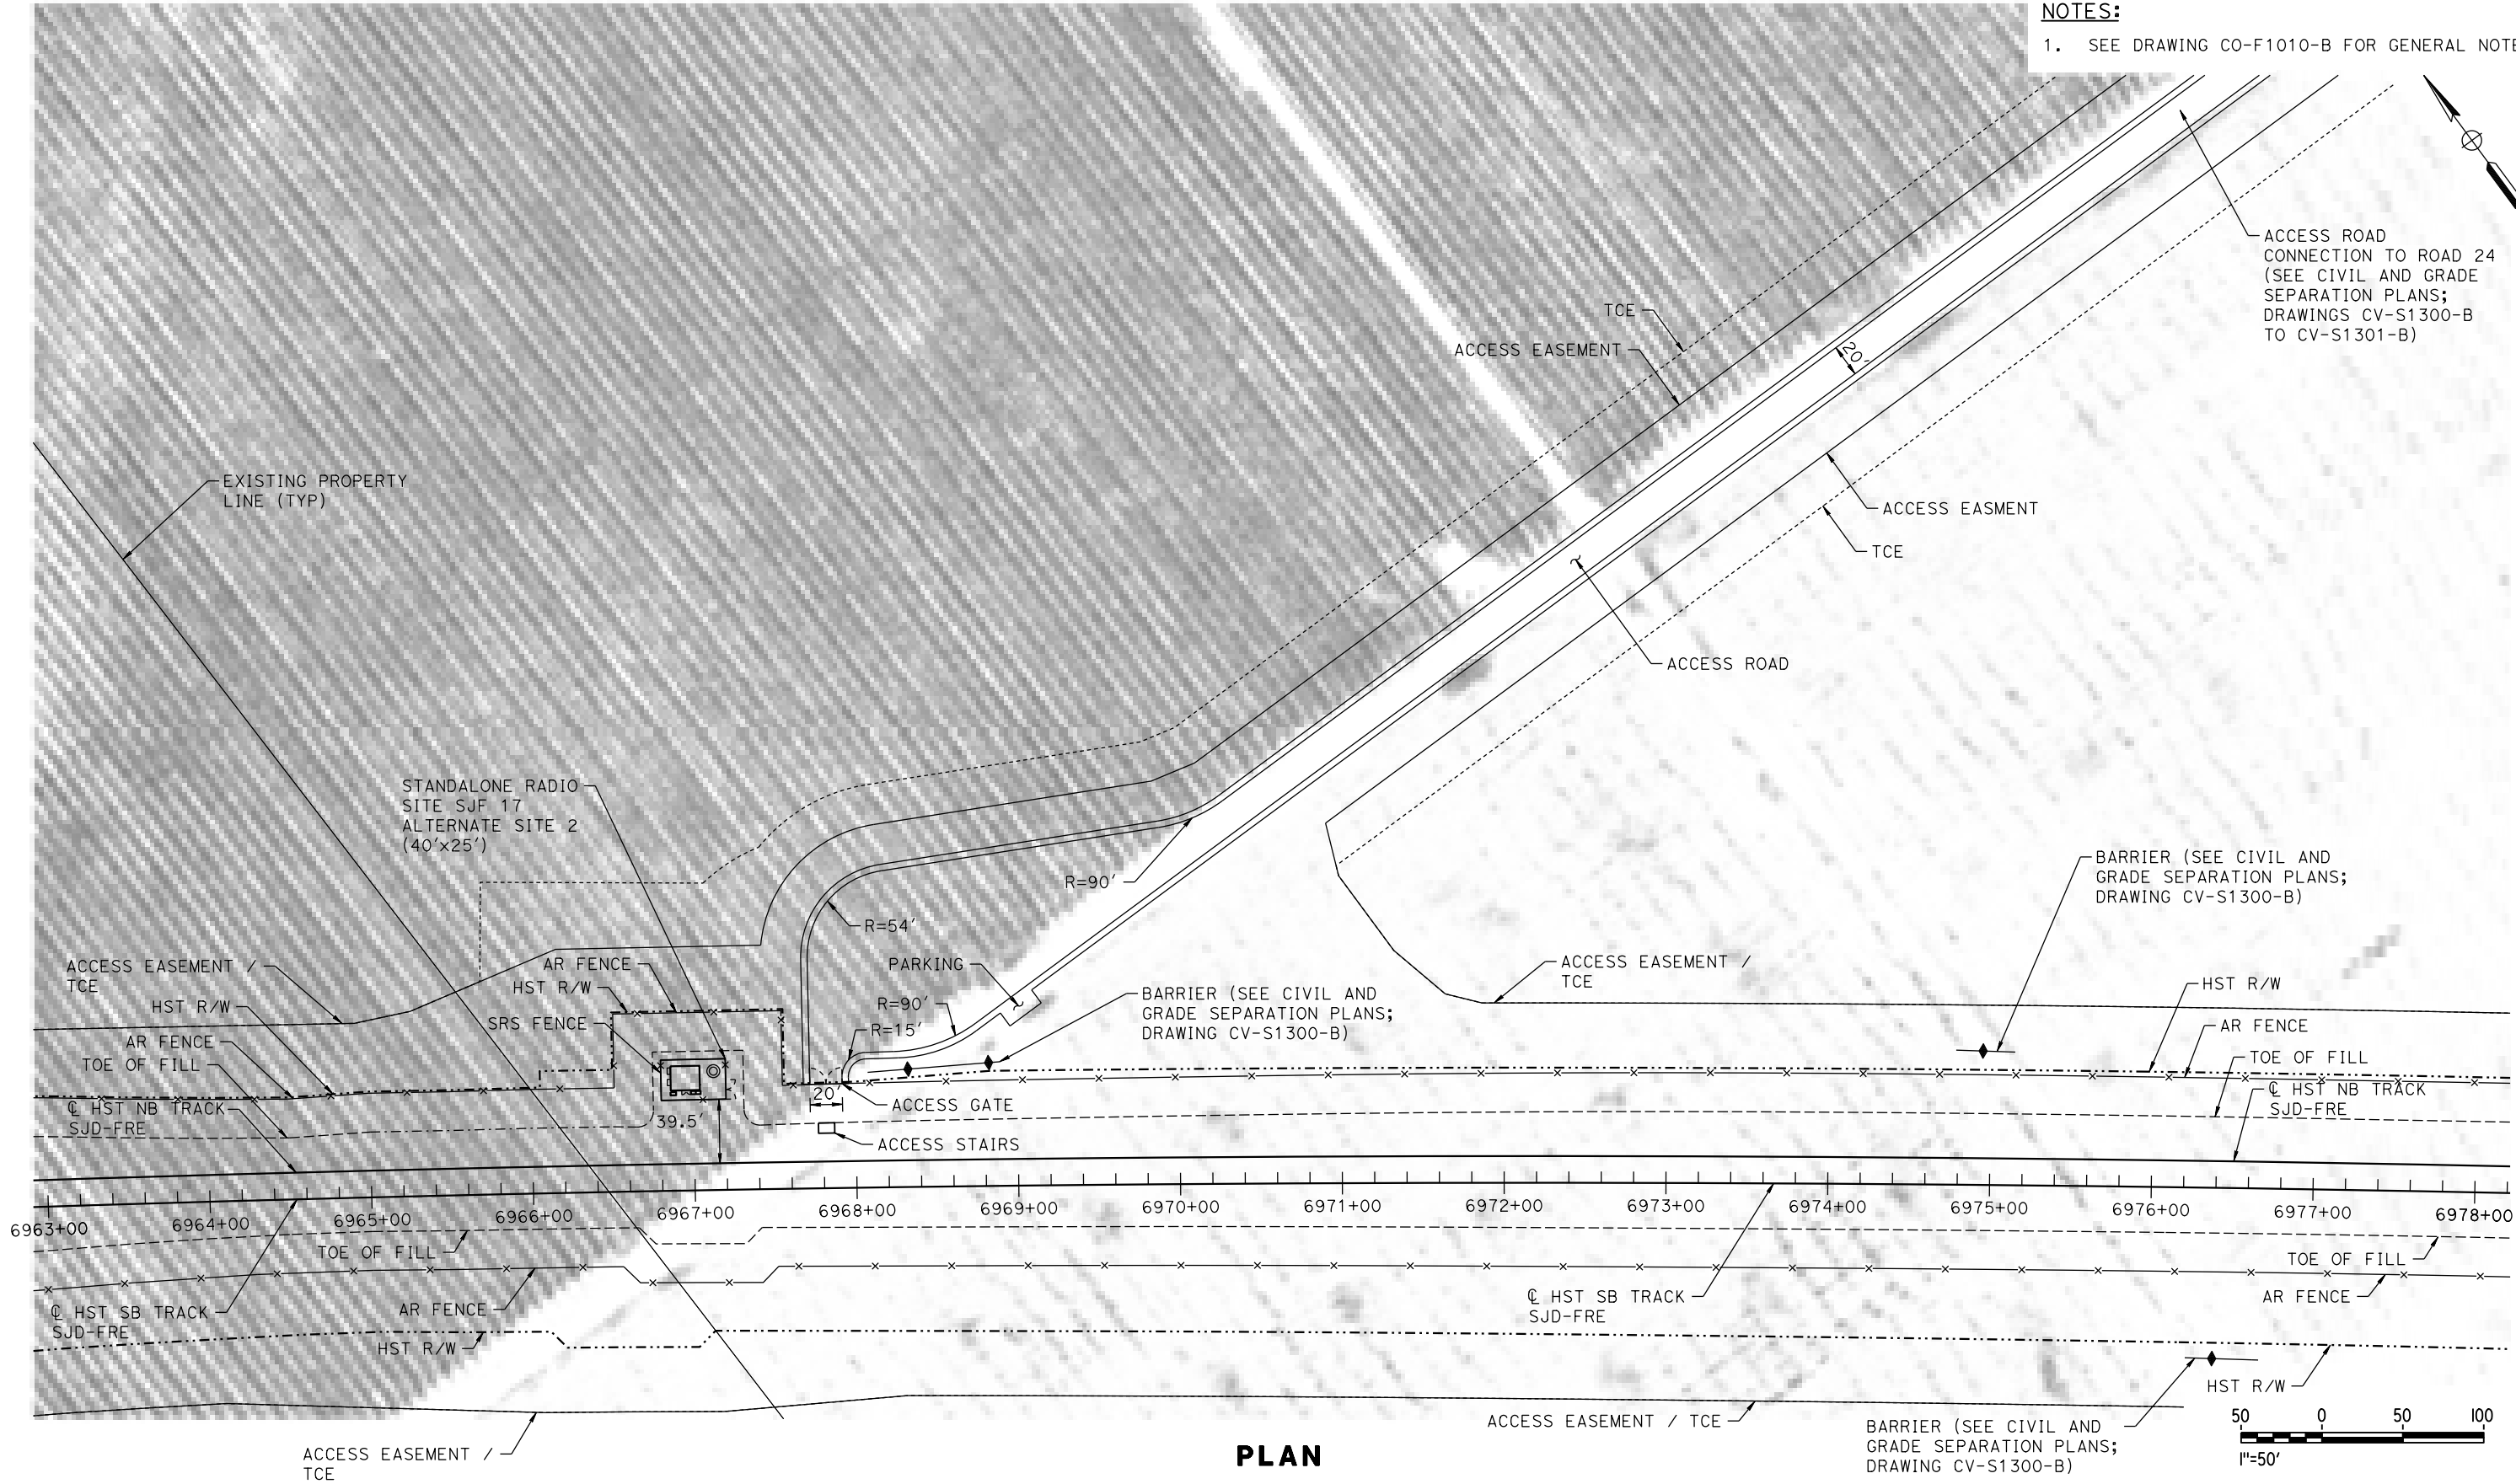 NOTES:
1. SEE DRAWING CO-F1010-B FOR GENERAL
ACCESS ROAD
CONNECTION TO ROAD 24
(SEE CIVIL AND GRADE
SEPARATION PLANS;
DRAWINGS CV-S1300-B
TO CV-S1301-B)
TCE
ACCESS EASEMENT
20'
EXISTING PROPERTY
LINE (TYP)
ACCESS EASMENT
TCE
ACCESS ROAD
STANDALONE RADIO
SITE SJF 17
ALTERNATE SITE 2
(40'x25')
R=90'
BARRIER (SEE CIVIL AND
GRADE SEPARATION PLANS;
DRAWING CV-S1300-B)
R=54'
ACCESS EASEMENT /
TCE
AR FENCE
HST R/W
PARKING
ACCESS EASEMENT /
TCE
HST R/W
SRS FENCE
R=90'
R=15'
BARRIER (SEE CIVIL AND
GRADE SEPARATION PLANS;
DRAWING CV-S1300-B)
HST R/W
AR FENCE
AR FENCE
TOE OF FILL
TOE OF FILL
20'
ACCESS GATE
℄ HST NB TRACK
SJD-FRE
39.5'
℄ HST NB TRACK
SJD-FRE
ACCESS STAIRS
6963+00 6964+00 6965+00 6966+00 6967+00 6968+00 6969+00 6970+00 6971+00 6972+00 6973+00 6974+00 6975+00 6976+00 6977+00 6978+00
TOE OF FILL
TOE OF FILL
℄ HST SB TRACK
SJD-FRE
AR FENCE
℄ HST SB TRACK
SJD-FRE
AR FENCE
HST R/W
HST R/W
ACCESS EASEMENT / TCE
ACCESS EASEMENT /
TCE
PLAN
BARRIER (SEE CIVIL AND
GRADE SEPARATION PLANS;
DRAWING CV-S1300-B)
50 0 50 100
1"=50'